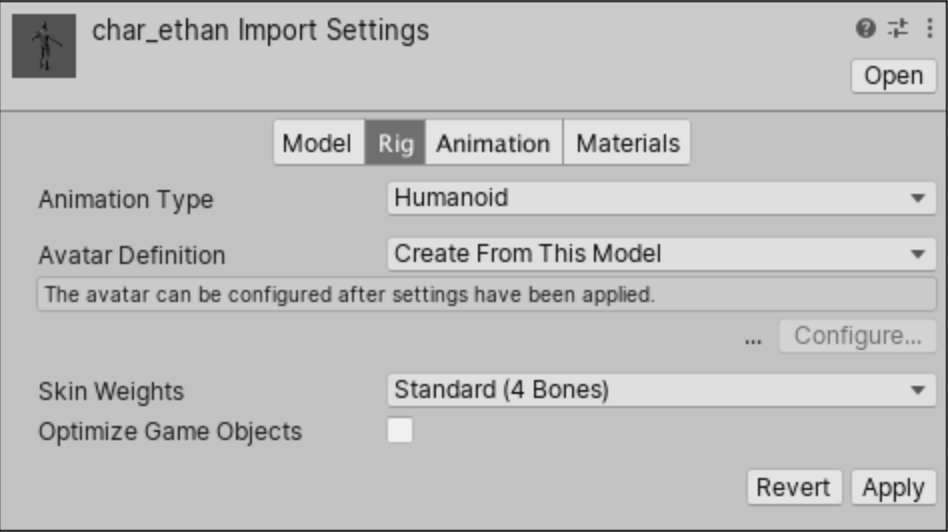 char_ethan Import Settings
Open
Model Rig Animation Materials
Animation Type Humanoid
Avatar Definition Create From This Model
The avatar can be configured after settings have been applied.
... Configure...
Skin Weights Standard (4 Bones)
Optimize Game Objects
Revert Apply